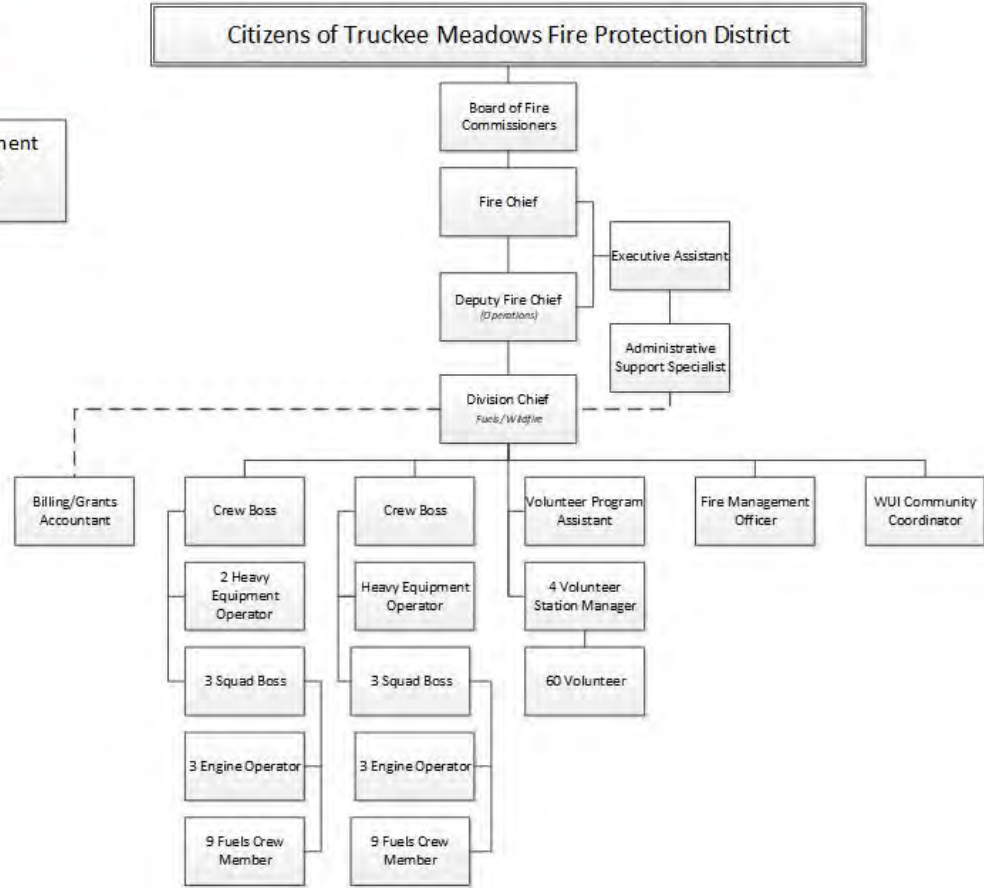 Citizens of Truckee Meadows Fire Protection District
Board of Fire
Commissioners
Fire Chief
Executive Assistant
Deputy Fire Chief
(Operations)
Administrative
Support Specialist
Division Chief
Fuels/Wildfire
Billing/Grants
Accountant
Crew Boss
2 Heavy
Equipment
Operator
3 Squad Boss
3 Engine Operator
9 Fuels Crew
Member
Crew Boss
Heavy Equipment
Operator
3 Squad Boss
3 Engine Operator
9 Fuels Crew
Member
Volunteer Program
Assistant
4 Volunteer
Station Manager
60 Volunteer
Fire Management
Officer
WUI Community
Coordinator